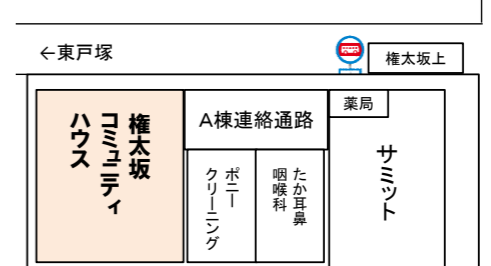 ←東戸塚
権太坂上
権太坂
コミュニティ
ハウス
A棟連絡通路
薬局
ポニー
クリーニング
たか耳鼻
咽喉科
サミット